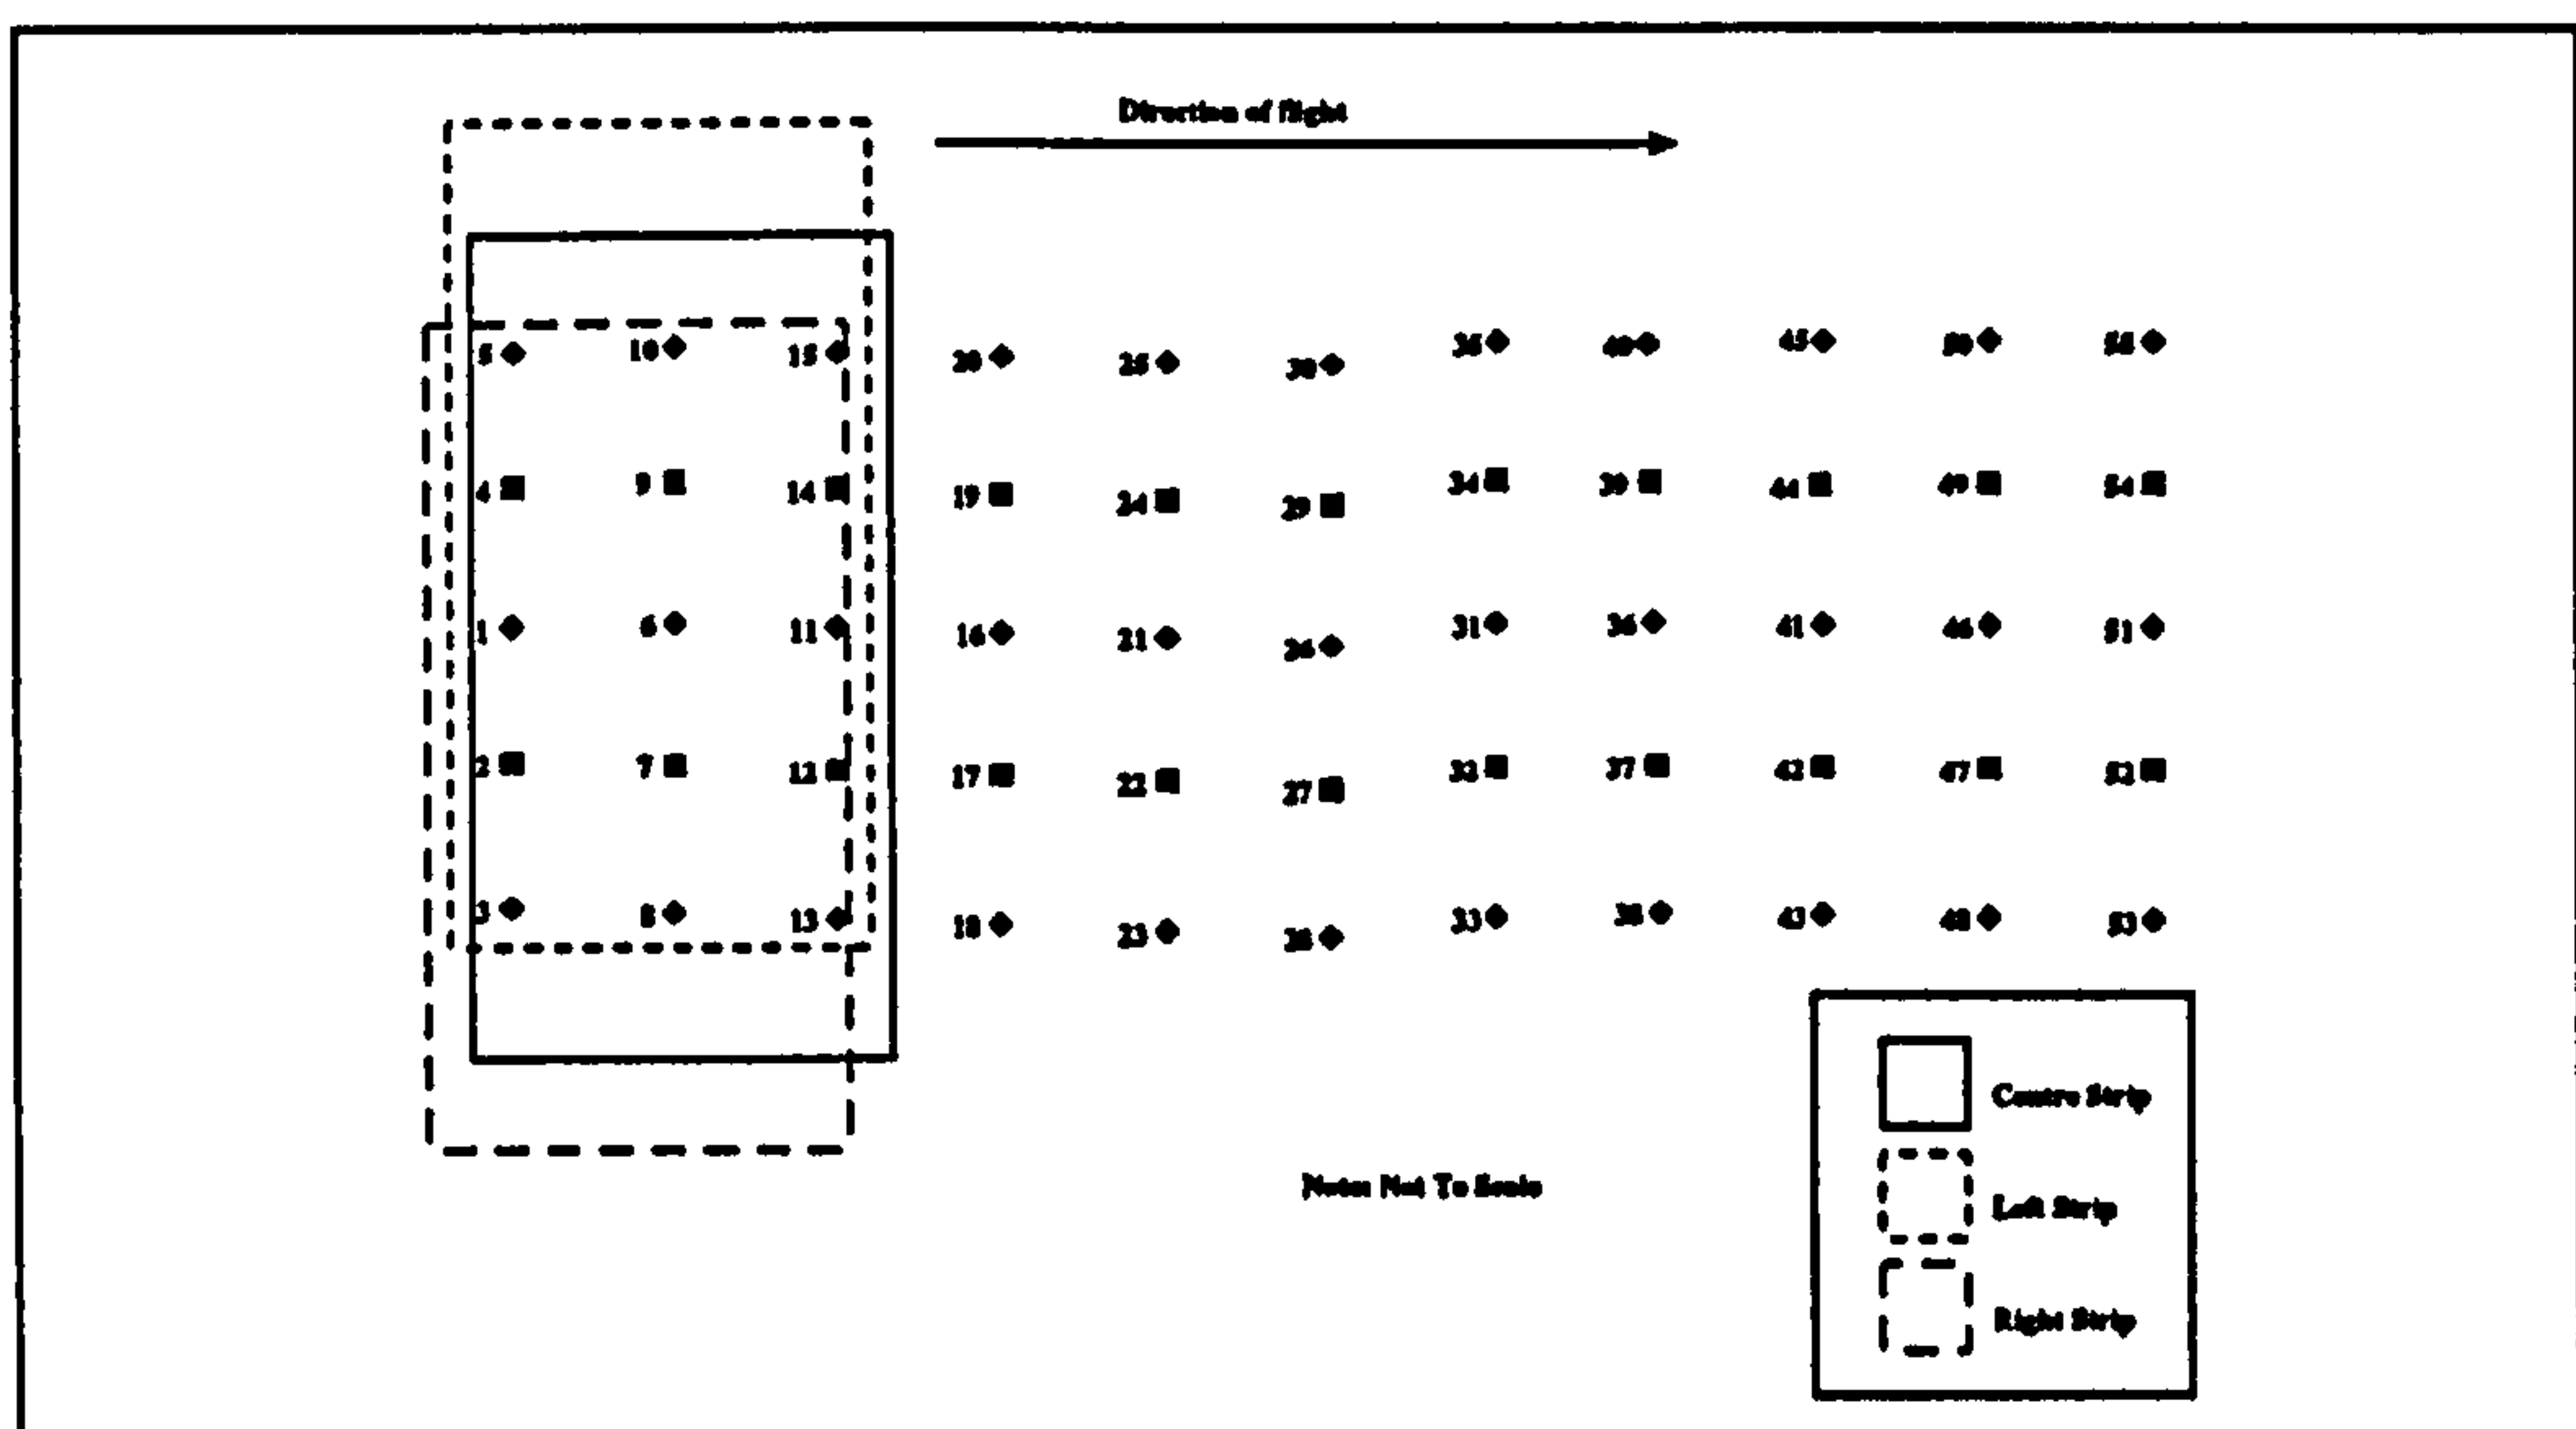 Direction of flight
5 10 15 20 25 30 35 40 45 50 55
4 9 14 19 24 29 34 39 44 49 54
1 6 11 16 21 26 31 36 41 46 51
2 7 12 17 22 27 32 37 42 47 52
3 8 13 18 23 28 33 38 43 48 53
Centre Strip
Note: Not To Scale
Left Strip
Right Strip